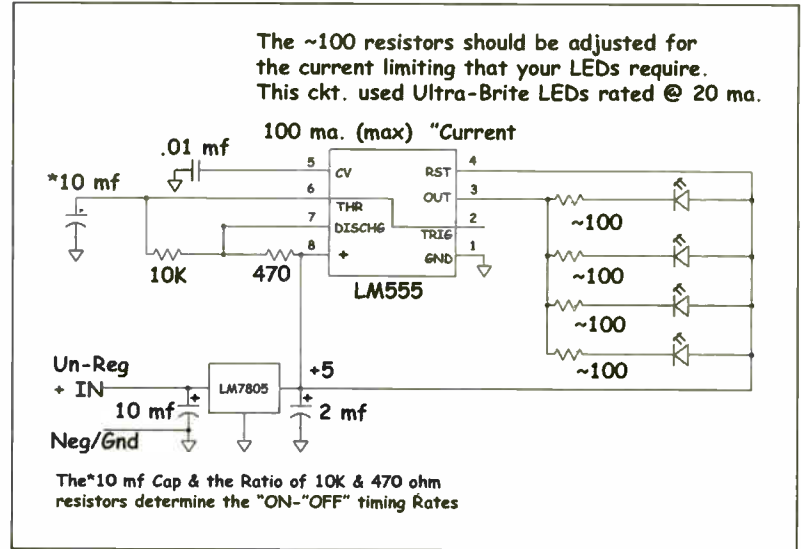 The ~100 resistors should be adjusted for
the current limiting that your LEDs require.
This ckt. used Ultra-Brite LEDs rated @ 20 ma.
100 ma. (max) "Current
.01 mf
*10 mf
5
6
7
8
CV
THR
DISCHG
+
RST
OUT
TRIG
GND
4
3
2
1
LM555
10K
470
~100
~100
~100
~100
Un-Reg
+ IN
LM7805
+5
10 mf
+
+
2 mf
Neg/Gnd
The*10 mf Cap & the Ratio of 10K & 470 ohm
resistors determine the "ON-"OFF" timing Rates